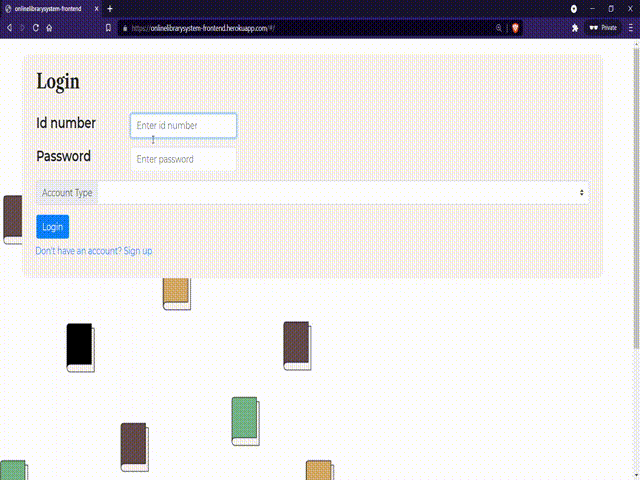 onlinelibrarysystem-frontend
https://onlinelibrarysystem-frontend.herokuapp.com/#/
Private
Login
Id number
Enter id number
Password
Enter password
Account Type
Login
Don't have an account? Sign up